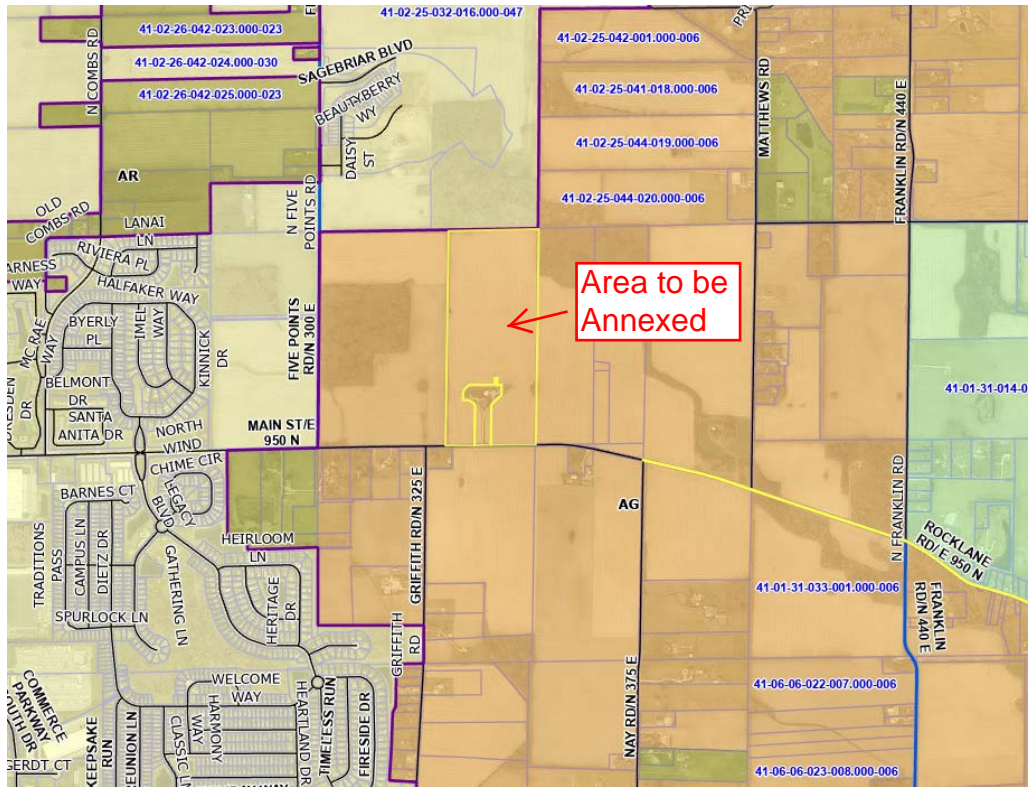 41-02-26-042-023.000-023
41-02-25-032-016.000-047
N COMBS RD
41-02-26-042-024.000-030
SAGEBRIAR BLVD
41-02-25-042-001.000-006
41-02-26-042-025.000-023
BEAUTYBERRY
WY
41-02-25-041-018.000-006
MATTHEWS RD
FRANKLIN RD/N 440 E
DAISY
ST
41-02-25-044-019.000-006
AR
OLD
COMBS RD
N FIVE
POINTS RD
41-02-25-044-020.000-006
LANAI
LN
RIVIERA PL
WAY
HALFAKER WAY
Area to be
Annexed
BYERLY
PL
IMEL
WAY
KINNICK
DR
FIVE POINTS
RD/N 300 E
MC RAE
WAY
BELMONT
DR
41-01-31-014-0
DR
SANTA
ANITA DR
MAIN ST/E
950 N
NORTH
WIND
CHIME CIR
LEGACY
BLVD
BARNES CT
GRIFFITH RD/N 325 E
AG
N FRANKLIN RD
TRADITIONS
PASS
CAMPUS LN
DIETZ DR
GATHERING LN
HEIRLOOM
LN
ROCKLANE
RD/ E 950 N
HERITAGE
DR
41-01-31-033-001.000-006
FRANKLIN
RD/N 440 E
SPURLOCK LN
GRIFFITH
RD
NAY RD/N 375 E
WELCOME
WAY
41-06-06-022-007.000-006
COMMERCE
PARKWAY
KEEPSAKE
RUN
REUNION LN
CLASSIC LN
HARMONY
WAY
HEARTLAND DR
TIMELESS RUN
FIRESIDE DR
41-06-06-023-008.000-006